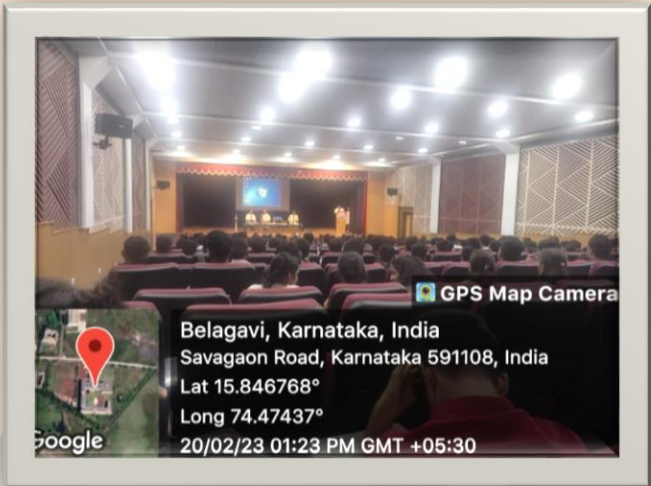 GPS Map Camera
Belagavi, Karnataka, India
Savagaon Road, Karnataka 591108, India
Lat 15.846768°
Long 74.47437°
20/02/23 01:23 PM GMT +05:30
Google